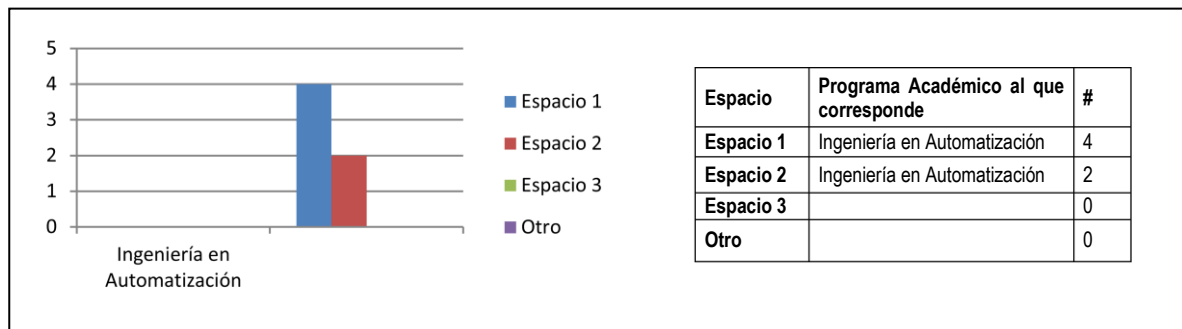 5
4
3
2
1
0
Ingeniería en
Automatización
Espacio 1
Espacio 2
Espacio 3
Otro
Espacio Programa Académico al que corresponde #
Espacio 1 Ingeniería en Automatización 4
Espacio 2 Ingeniería en Automatización 2
Espacio 3 0
Otro 0